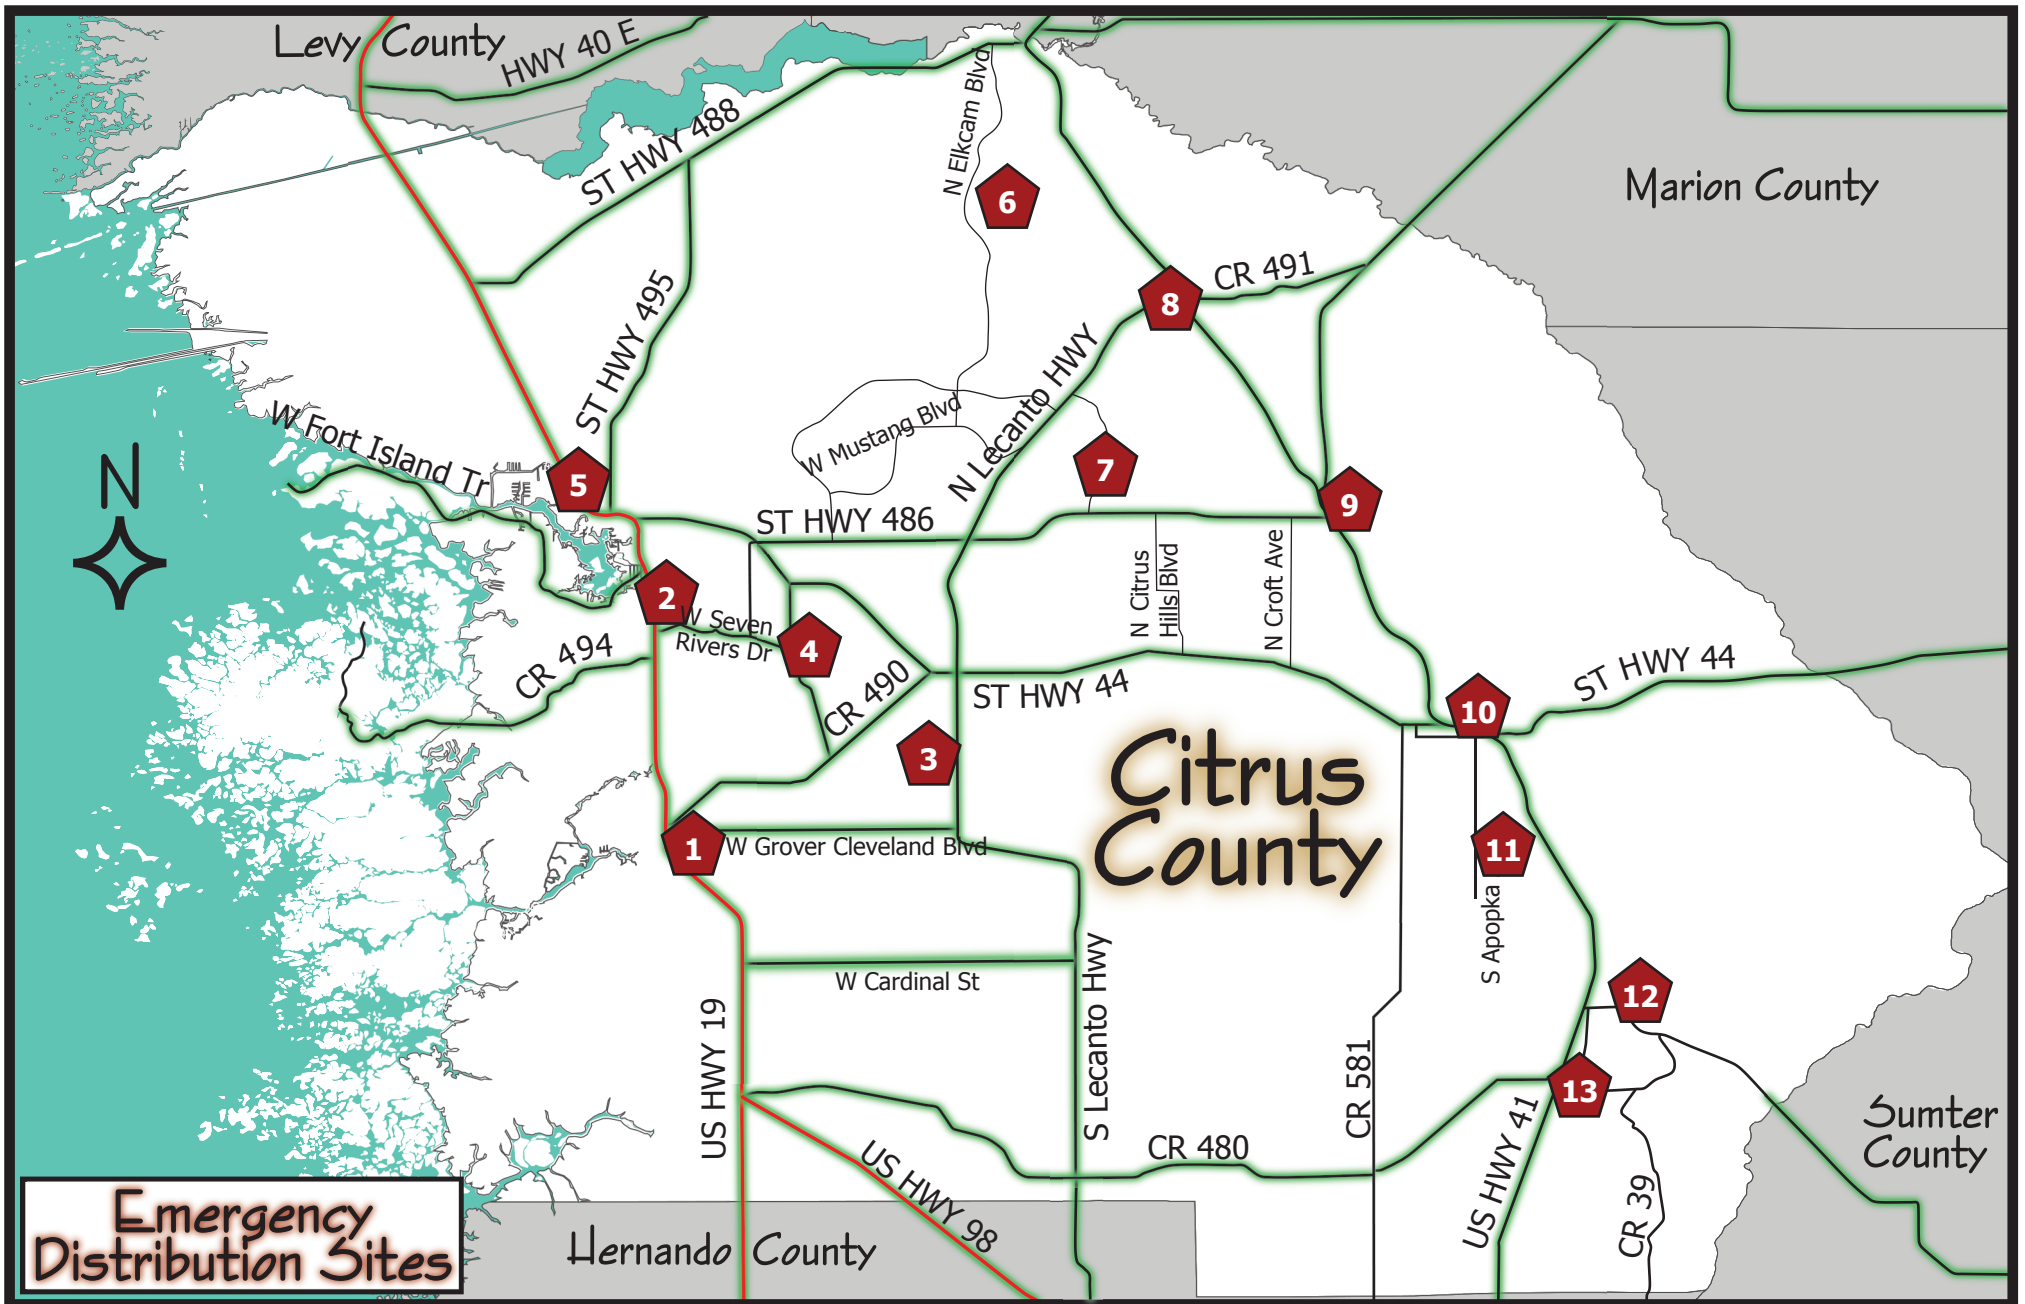 Levy County
HWY 40 E
N Elkcam Blvd
ST HWY 488
Marion County
6
CR 491
8
ST HWY 495
N Lecanto HWY
W Mustang Blvd
W Fort Island Tr
N
5
7
9
ST HWY 486
N Citrus
Hills Blvd
N Croft Ave
2
W Seven
Rivers Dr
4
CR 494
CR 490
ST HWY 44
ST HWY 44
10
3
Citrus
County
1
W Grover Cleveland Blvd
11
S Apopka
W Cardinal St
S Lecanto Hwy
US HWY 19
12
CR 581
13
US HWY 41
CR 480
US HWY 98
CR 39
Sumter
County
Hernando County
Emergency
Distribution Sites